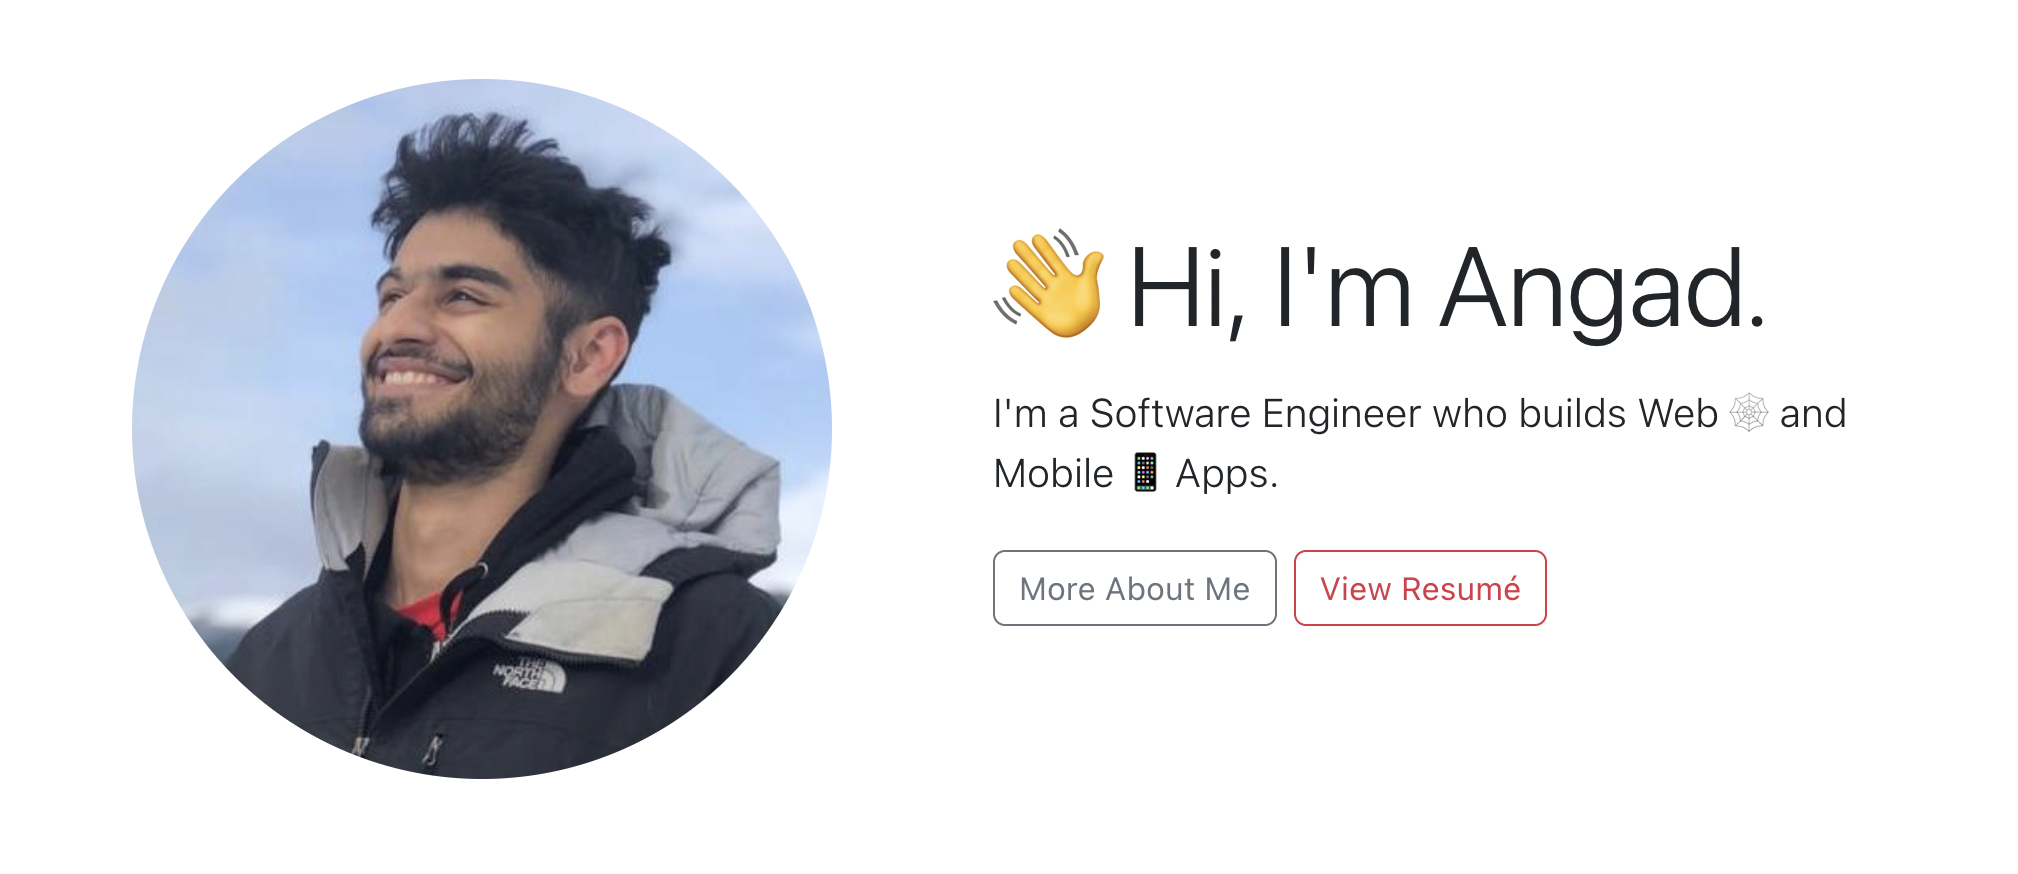 THE
NORTH
FACE
👋 Hi, I'm Angad.
I'm a Software Engineer who builds Web 🕸 and
Mobile 📱 Apps.
More About Me
View Resumé